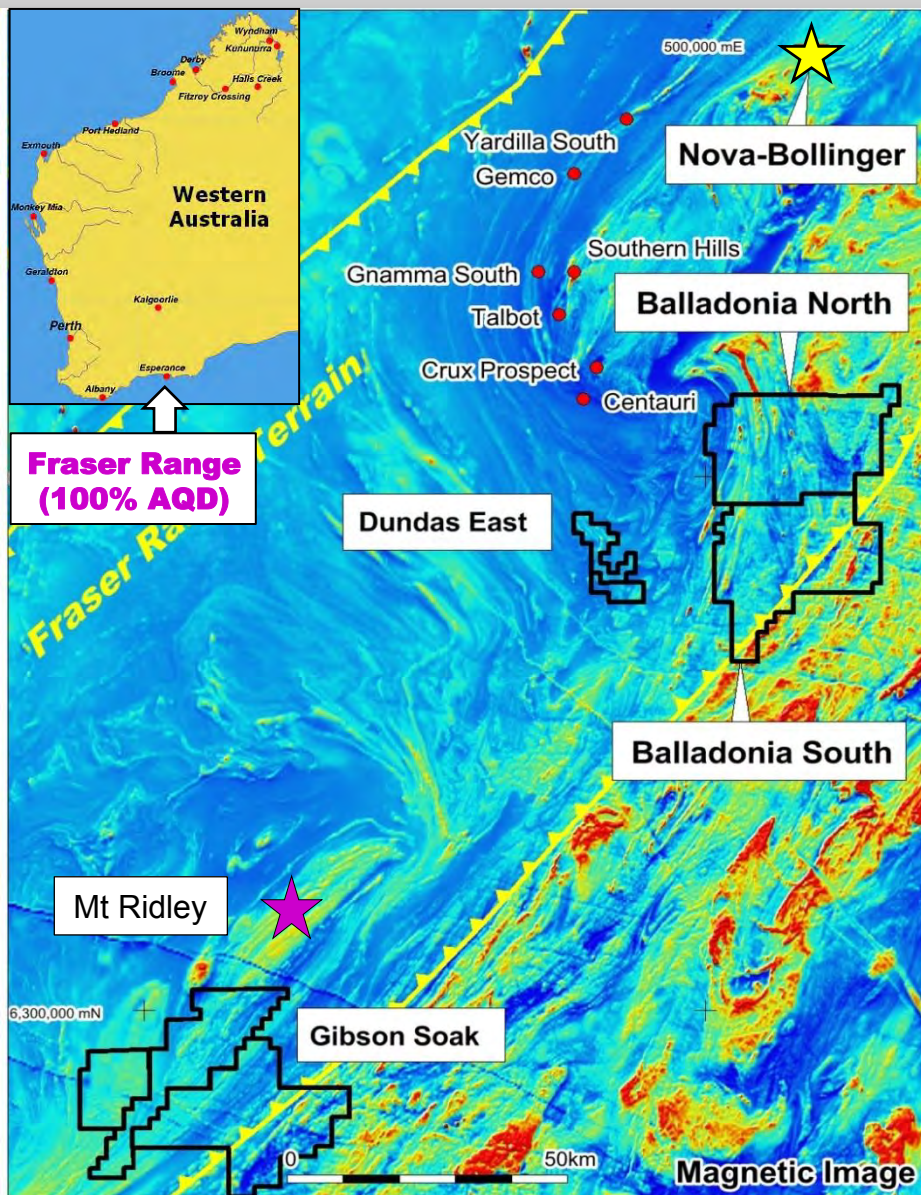 Wyndham
Kununurra
Derby
Broome
Halls Creek
Fitzroy Crossing
Port Hedland
Exmouth
Western
Australia
Monkey Mia
Geraldton
Kalgoorlie
Perth
Esperance
Albany
Fraser Range
(100% AQD)
500,000 mE
Yardilla South
Nova-Bollinger
Gemco
Southern Hills
Gnamma South
Balladonia North
Talbot
Crux Prospect
Centauri
Fraser Ra
Terrain
Dundas East
Balladonia South
Mt Ridley
6,300,000 mN
Gibson Soak
0
50km
Magnetic Image